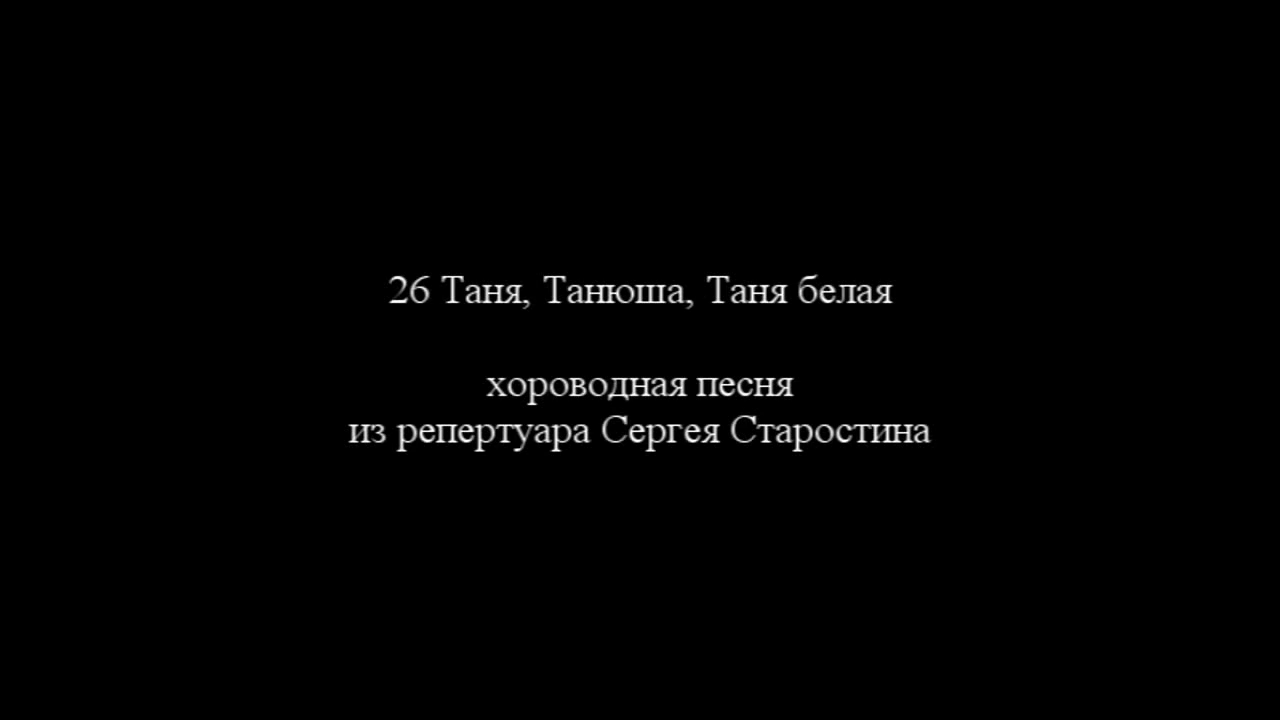 26 Таня, Танюша, Таня белая
хороводная песня
из репертуара Сергея Старостина